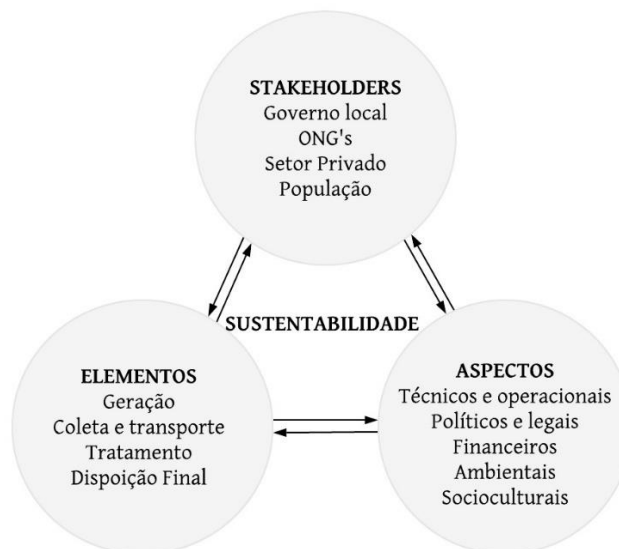 STAKEHOLDERS
Governo local
ONG's
Setor Privado
População
SUSTENTABILIDADE
ELEMENTOS
Geração
Coleta e transporte
Tratamento
Dispoição Final
ASPECTOS
Técnicos e operacionais
Políticos e legais
Financeiros
Ambientais
Socioculturais